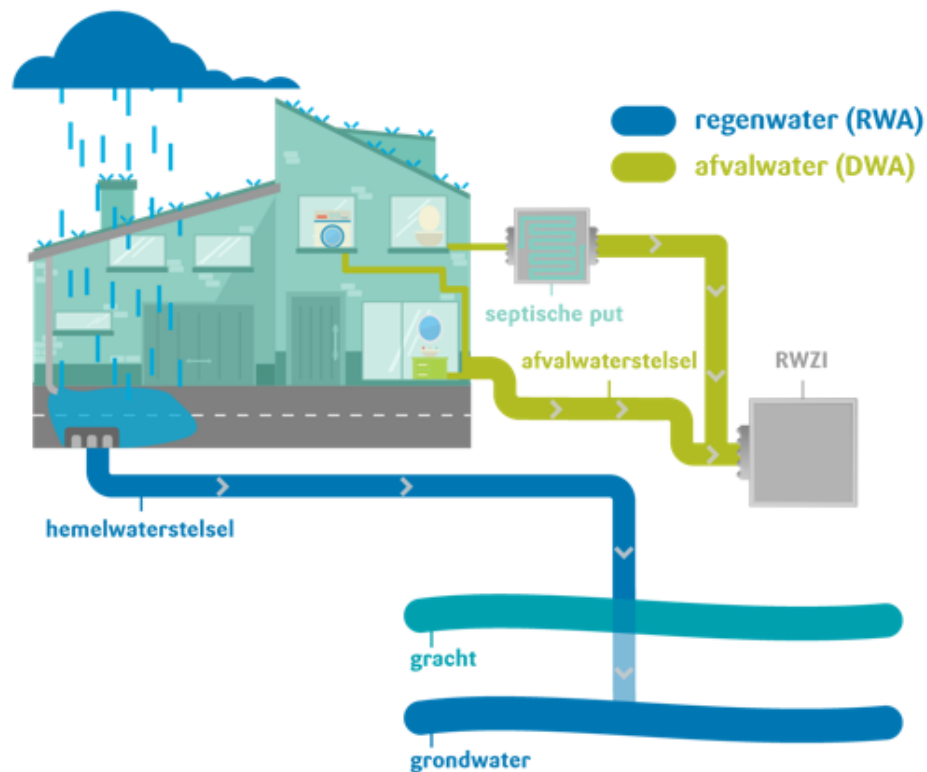 regenwater (RWA)
afvalwater (DWA)
septische put
afvalwaterstelsel
RWZI
hemelwaterstelsel
gracht
grondwater